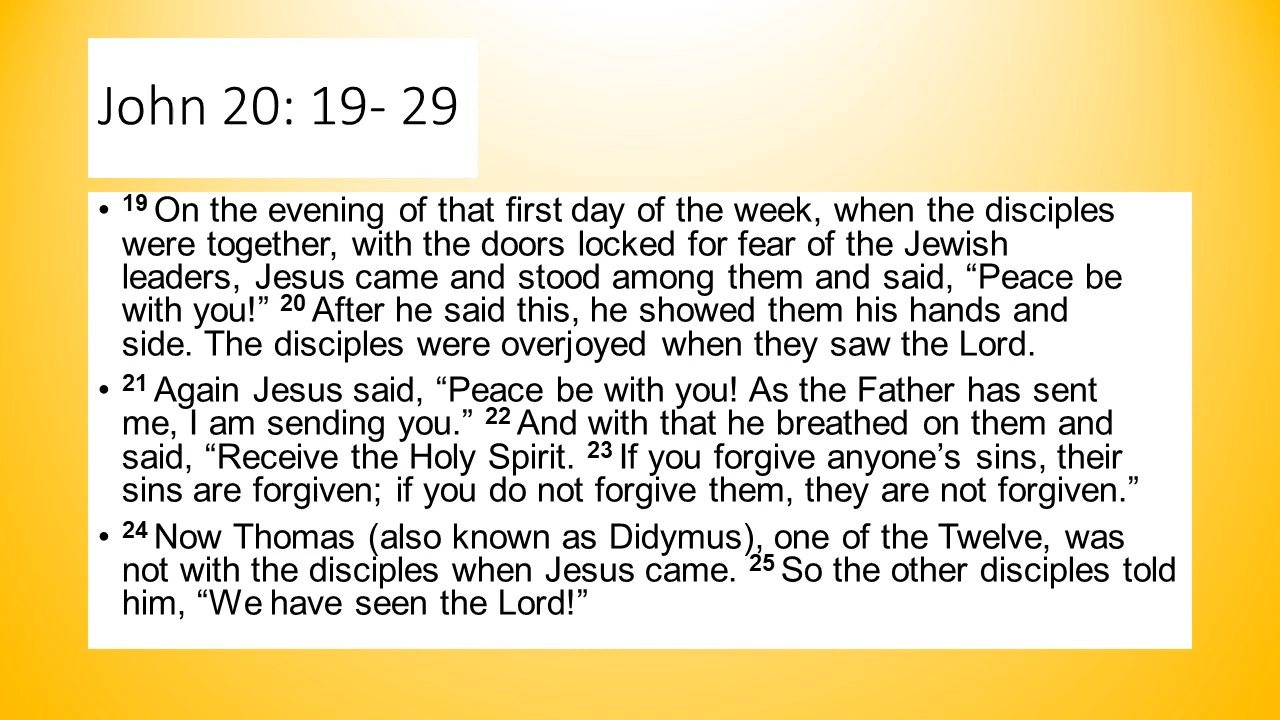 John 20: 19- 29
• 19 On the evening of that first day of the week, when the disciples
were together, with the doors locked for fear of the Jewish
leaders, Jesus came and stood among them and said, “Peace be
with you!” 20 After he said this, he showed them his hands and
side. The disciples were overjoyed when they saw the Lord.
• 21 Again Jesus said, “Peace be with you! As the Father has sent
me, I am sending you.” 22 And with that he breathed on them and
said, “Receive the Holy Spirit. 23 If you forgive anyone’s sins, their
sins are forgiven; if you do not forgive them, they are not forgiven.”
• 24 Now Thomas (also known as Didymus), one of the Twelve, was
not with the disciples when Jesus came. 25 So the other disciples told
him, “We have seen the Lord!”